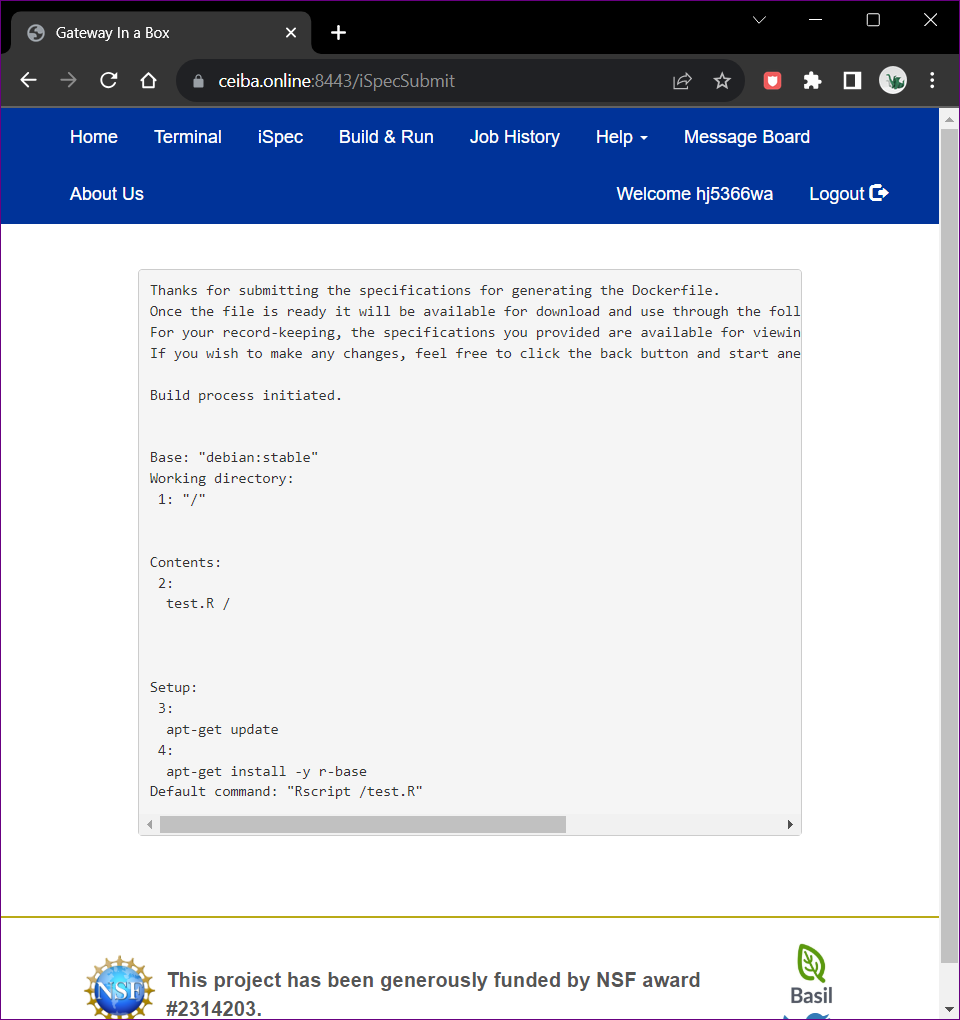 Gateway In a Box
ceiba.online:8443/iSpecSubmit
Home Terminal iSpec Build & Run Job History Help Message Board
About Us Welcome hj5366wa Logout
Thanks for submitting the specifications for generating the Dockerfile.
Once the file is ready it will be available for download and use through the foll
For your record-keeping, the specifications you provided are available for viewin
If you wish to make any changes, feel free to click the back button and start ane
Build process initiated.
Base: "debian:stable"
Working directory:
1: "/"
Contents:
2:
test.R /
Setup:
3:
apt-get update
4:
apt-get install -y r-base
Default command: "Rscript /test.R"
NSF
This project has been generously funded by NSF award
#2314203.
Basil